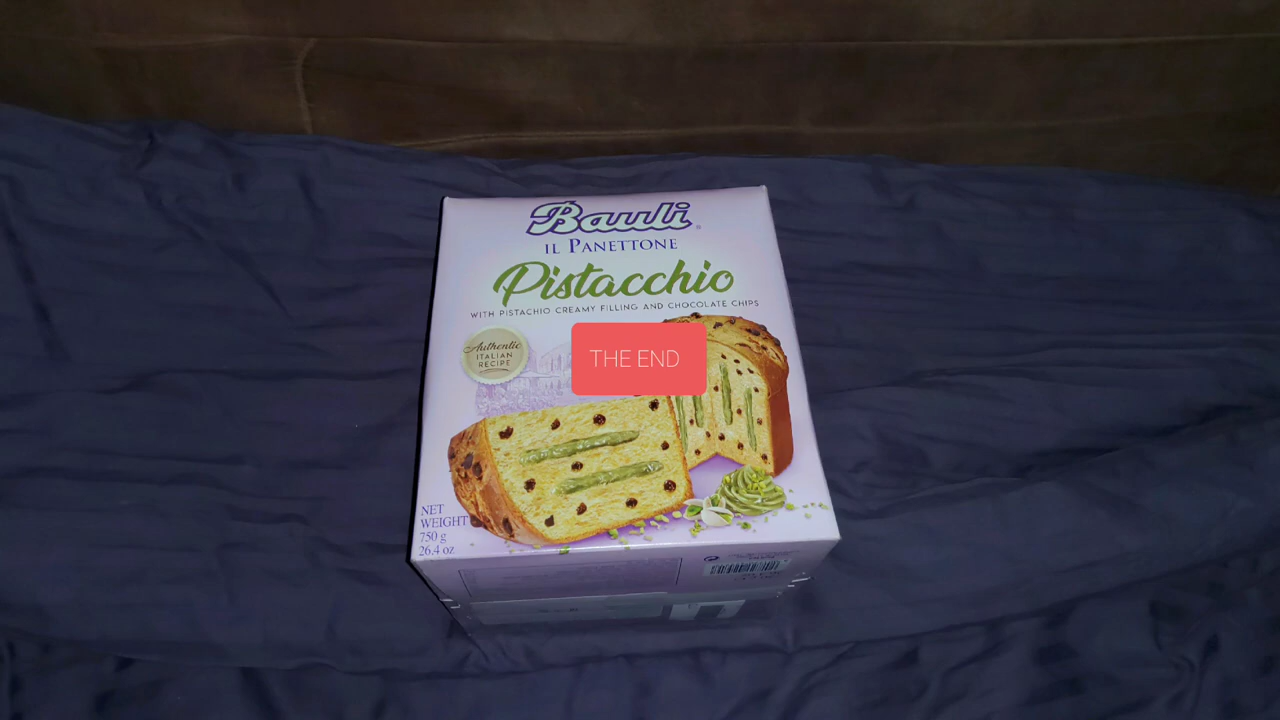 Bauli
IL PANETTONE
Pistacchio
WITH PISTACHIO CREAMY FILLING AND CHOCOLATE CHIPS
Authentic
ITALIAN
RECIPE
THE END
NET
WEIGHT
750 g
26.4 oz